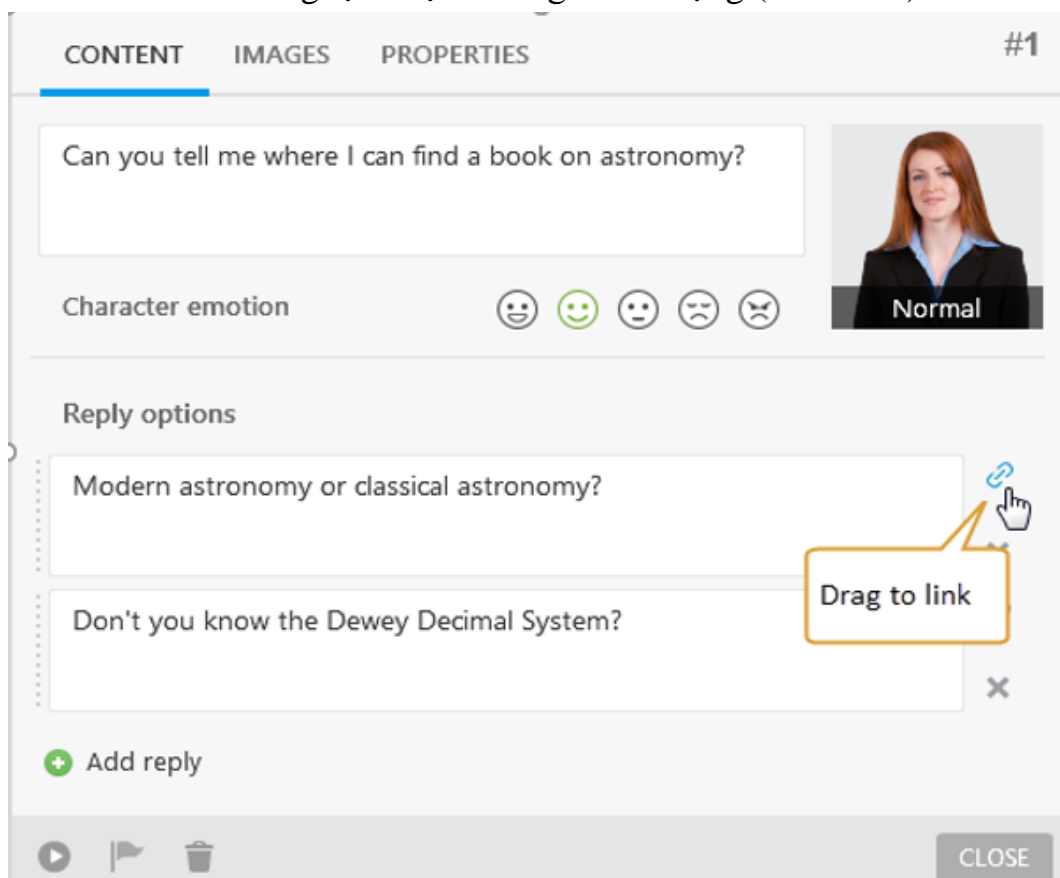 CONTENT IMAGES PROPERTIES #1
Can you tell me where I can find a book on astronomy?
Character emotion
Normal
Reply options
Modern astronomy or classical astronomy?
Drag to link
Don't you know the Dewey Decimal System?
Add reply
CLOSE